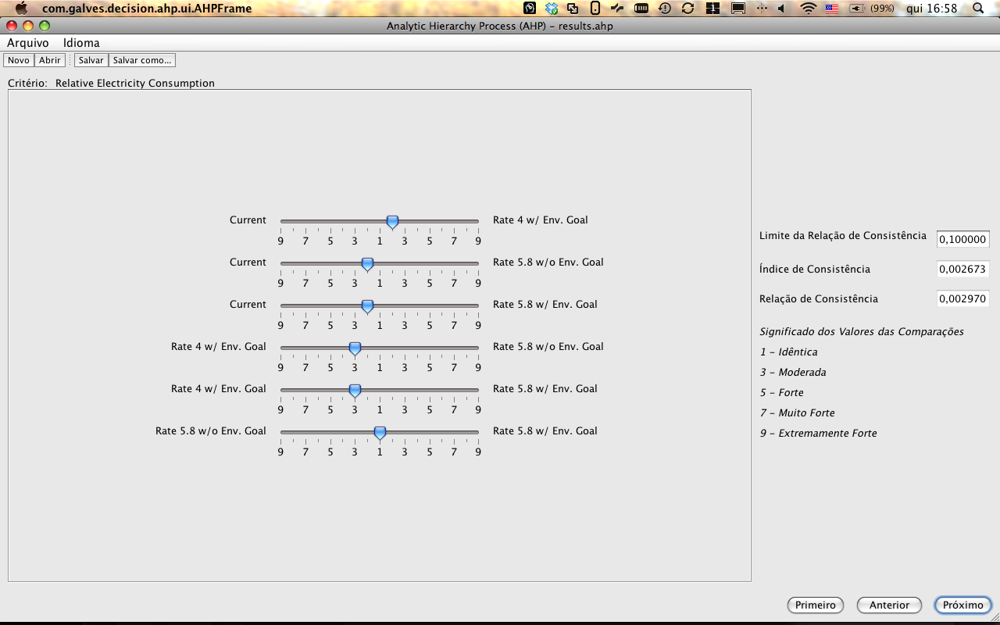 com.galves.decision.ahp.ui.AHPFrame (99%) qui 16:58
Analytic Hierarchy Process (AHP) – results.ahp
Arquivo Idioma
Novo Abrir Salvar Salvar como...
Critério: Relative Electricity Consumption
Current Rate 4 w/ Env. Goal
9 7 5 3 1 3 5 7 9
Current Rate 5.8 w/o Env. Goal
9 7 5 3 1 3 5 7 9
Current Rate 5.8 w/ Env. Goal
9 7 5 3 1 3 5 7 9
Rate 4 w/ Env. Goal Rate 5.8 w/o Env. Goal
9 7 5 3 1 3 5 7 9
Rate 4 w/ Env. Goal Rate 5.8 w/ Env. Goal
9 7 5 3 1 3 5 7 9
Rate 5.8 w/o Env. Goal Rate 5.8 w/ Env. Goal
9 7 5 3 1 3 5 7 9
Limite da Relação de Consistência 0,100000
Índice de Consistência 0,002673
Relação de Consistência 0,002970
Significado dos Valores das Comparações
1 – Idêntica
3 – Moderada
5 – Forte
7 – Muito Forte
9 – Extremamente Forte
Primeiro Anterior Próximo